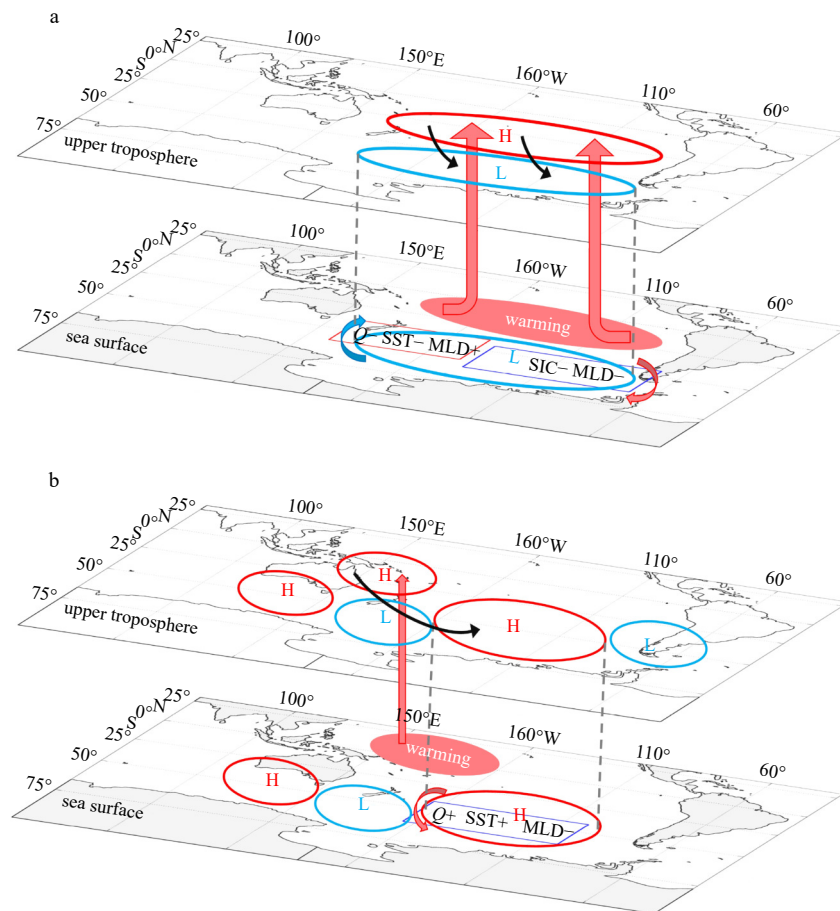 a
25° 0° N 25° S 50° 75°
100° 150°E 160°W 110° 60°
H
L
upper troposphere
25° 0° N 25° S 50° 75°
100° 150°E 160°W 110° 60°
warming
Q− SST− MLD+
L SIC− MLD−
sea surface
b
25° 0° N 25° S 50° 75°
100° 150°E 160°W 110° 60°
H
H
L
H
L
upper troposphere
25° 0° N 25° S 50° 75°
100° 150°E 160°W 110° 60°
warming
H
L
H
Q+ SST+ MLD−
sea surface